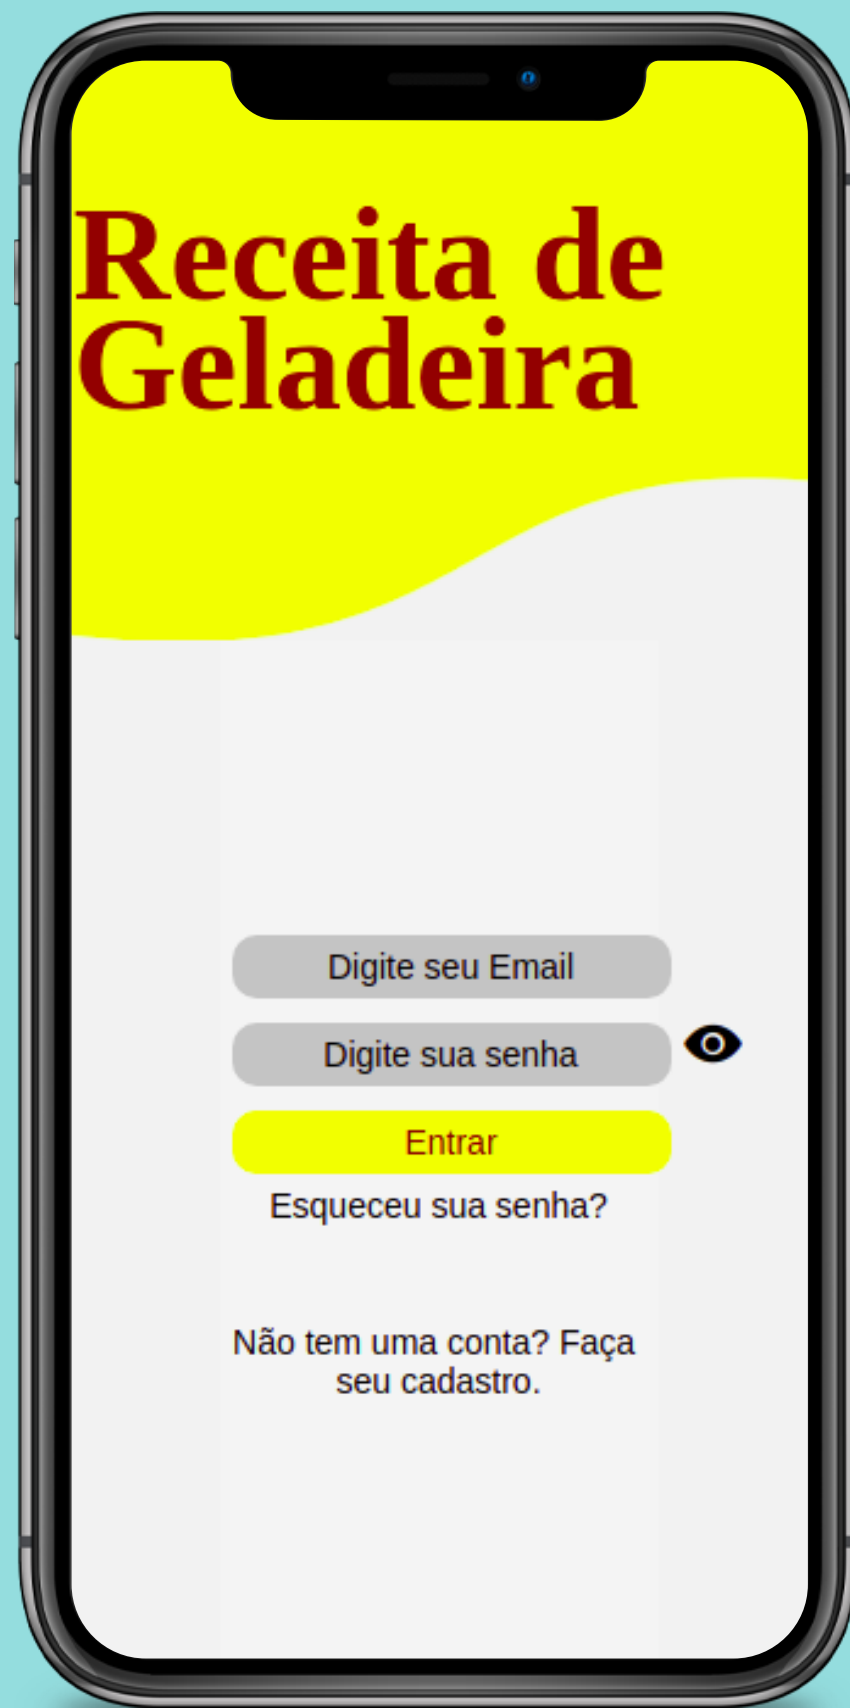 Receita de
Geladeira
Digite seu Email
Digite sua senha
Entrar
Esqueceu sua senha?
Não tem uma conta? Faça
seu cadastro.